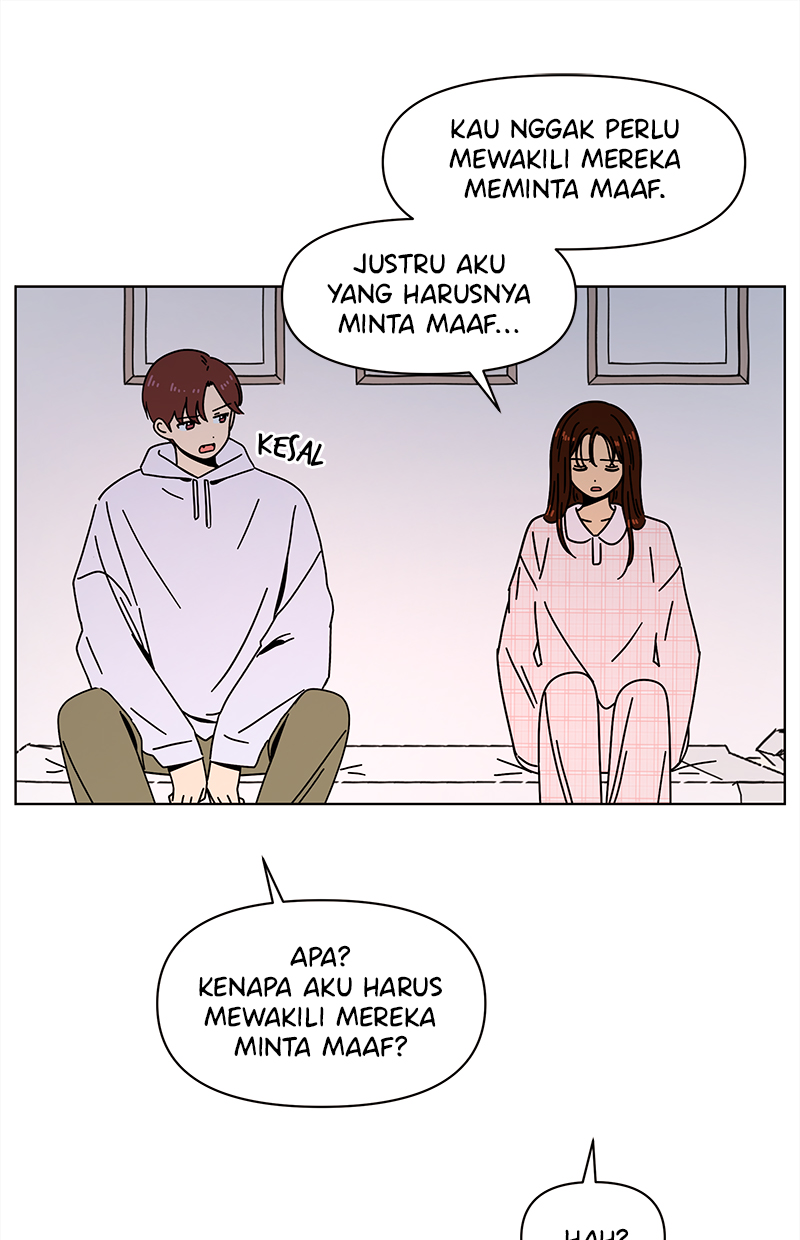 KAU NGGAK PERLU
MEWAKILI MEREKA
MEMINTA MAAF.
JUSTRU AKU
YANG HARUSNYA
MINTA MAAF...
KESAL
APA?
KENAPA AKU HARUS
MEWAKILI MEREKA
MINTA MAAF?
HAH?